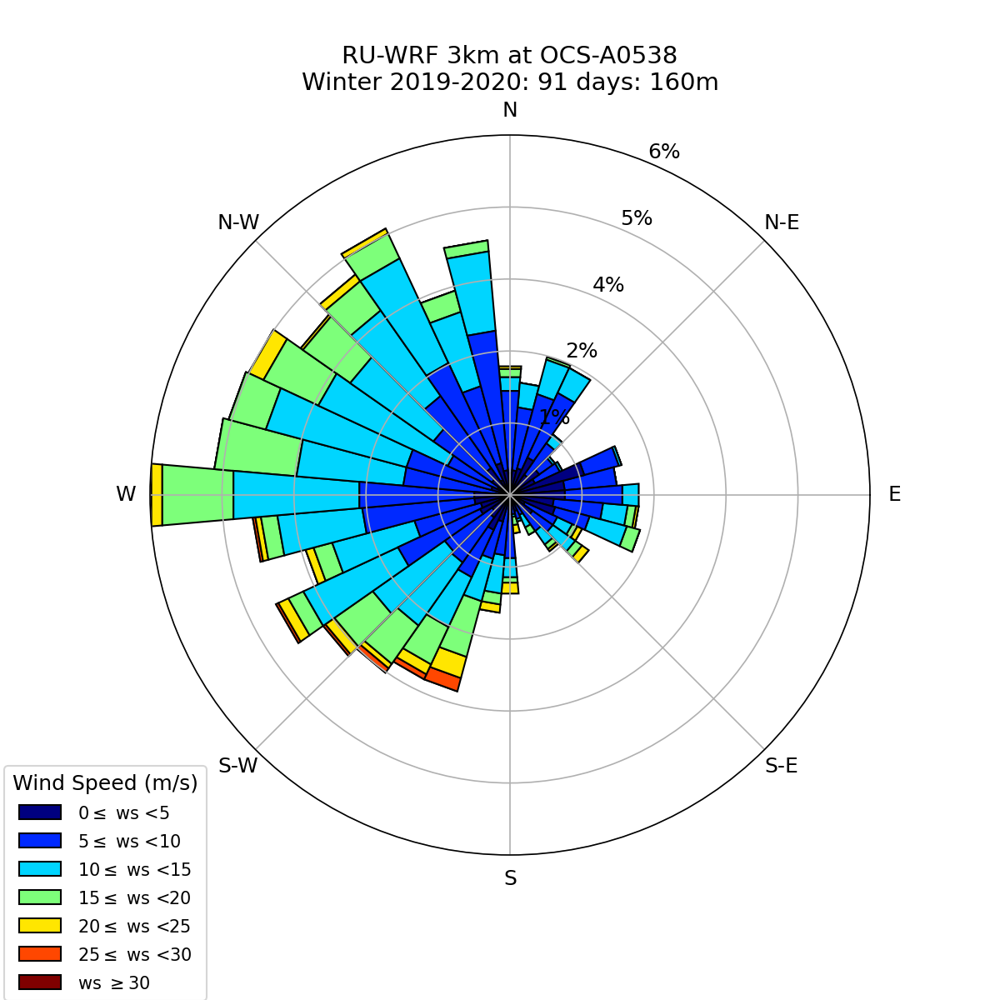 RU-WRF 3km at OCS-A0538
Winter 2019-2020: 91 days: 160m
N
6%
N-W
5%
N-E
4%
2%
1%
W
E
S-W
S-E
S
Wind Speed (m/s)
0 ≤ ws <5
5 ≤ ws <10
10 ≤ ws <15
15 ≤ ws <20
20 ≤ ws <25
25 ≤ ws <30
ws ≥ 30